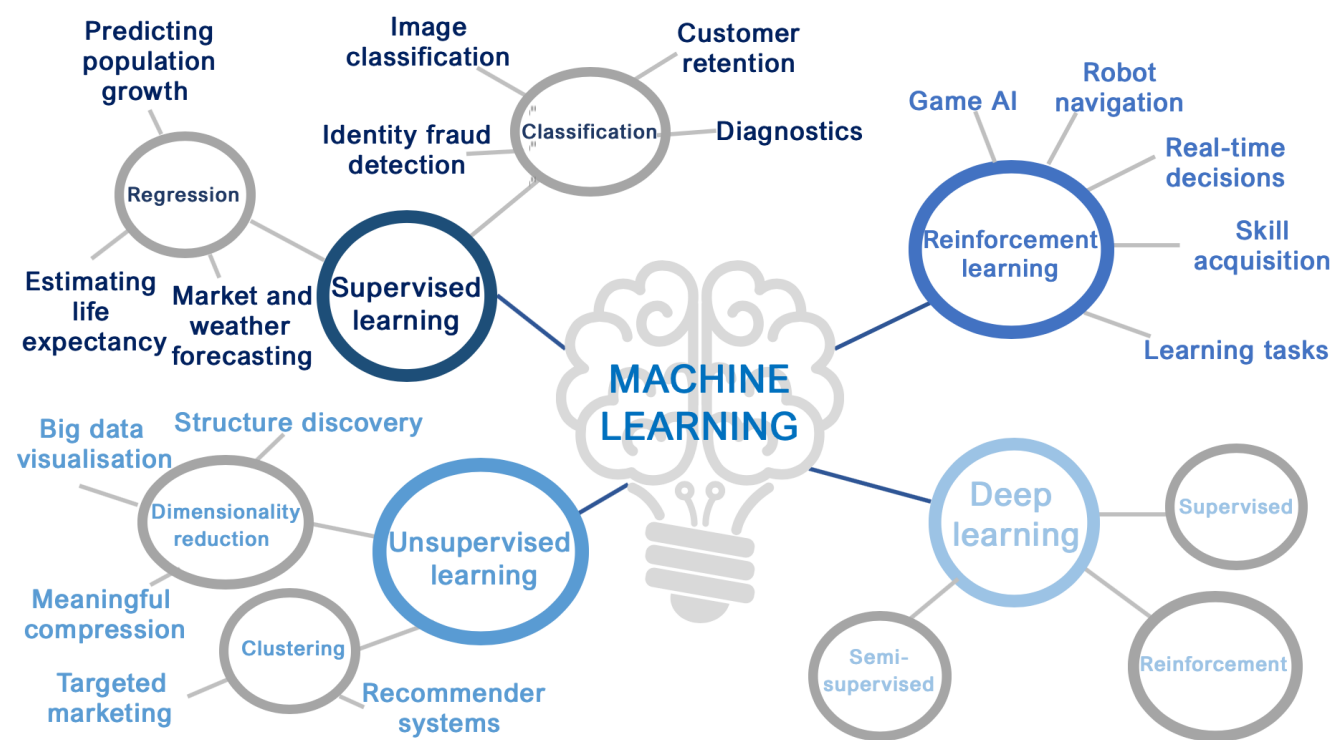 Predicting
population
growth
Regression
Estimating
life
expectancy
Market and
weather
forecasting
Image
classification
Customer
retention
Identity fraud
detection
Classification
Diagnostics
Supervised
learning
Game AI
Robot
navigation
Real-time
decisions
Reinforcement
learning
Skill
acquisition
Learning tasks
MACHINE
LEARNING
Big data
visualisation
Structure discovery
Dimensionality
reduction
Meaningful
compression
Unsupervised
learning
Clustering
Targeted
marketing
Recommender
systems
Deep
learning
Supervised
Semi-
supervised
Reinforcement